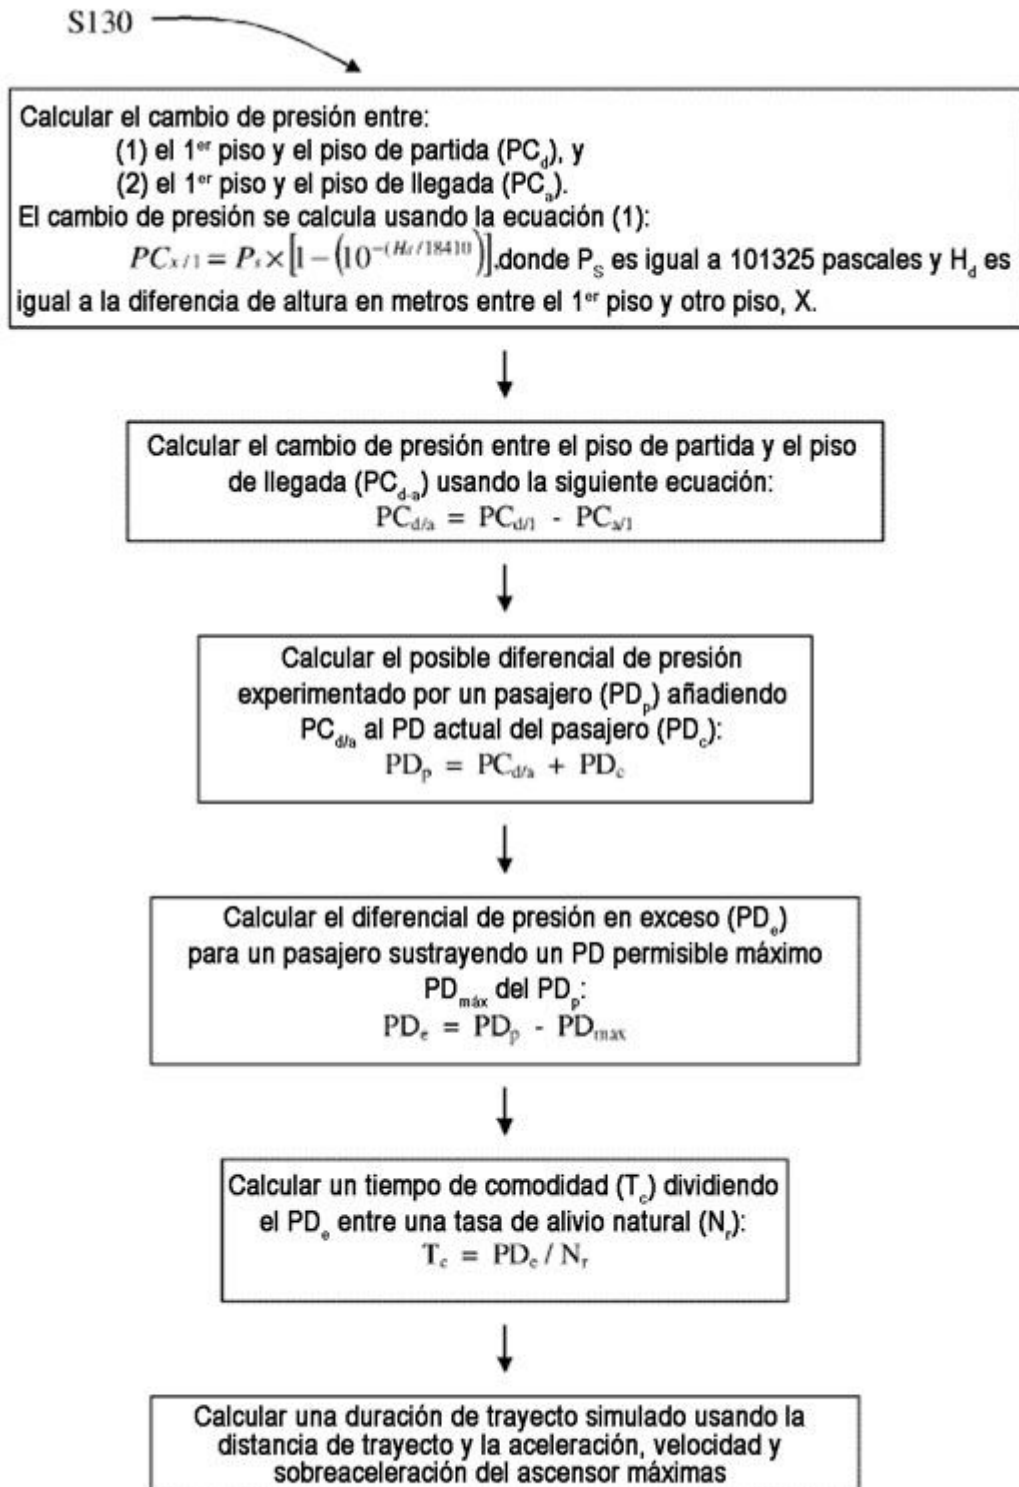 S130
Calcular el cambio de presión entre:
(1) el 1er piso y el piso de partida (PCd), y
(2) el 1er piso y el piso de llegada (PCa).
El cambio de presión se calcula usando la ecuación (1):
PCx/1 = Ps × [1 − (10^−(Hd/18410))], donde PS es igual a 101325 pascales y Hd es
igual a la diferencia de altura en metros entre el 1er piso y otro piso, X.
Calcular el cambio de presión entre el piso de partida y el piso
de llegada (PCd-a) usando la siguiente ecuación:
PCd/a = PCd/1 - PCa/1
Calcular el posible diferencial de presión
experimentado por un pasajero (PDp) añadiendo
PCd/a al PD actual del pasajero (PDc):
PDp = PCd/a + PDc
Calcular el diferencial de presión en exceso (PDe)
para un pasajero sustrayendo un PD permisible máximo
PDmáx del PDp:
PDe = PDp - PDmax
Calcular un tiempo de comodidad (Tc) dividiendo
el PDe entre una tasa de alivio natural (Nr):
Tc = PDe / Nr
Calcular una duración de trayecto simulado usando la
distancia de trayecto y la aceleración, velocidad y
sobreaceleración del ascensor máximas